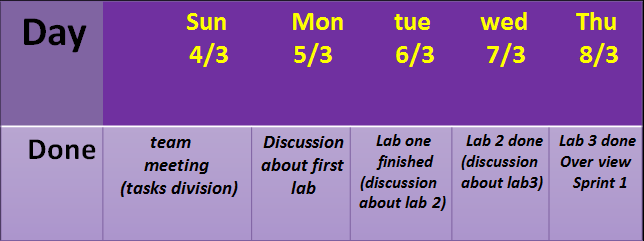 Day
Sun
4/3
Mon
5/3
tue
6/3
wed
7/3
Thu
8/3
Done
team
meeting
(tasks division)
Discussion
about first
lab
Lab one
finished
(discussion
about lab 2)
Lab 2 done
(discussion
about lab3)
Lab 3 done
Over view
Sprint 1